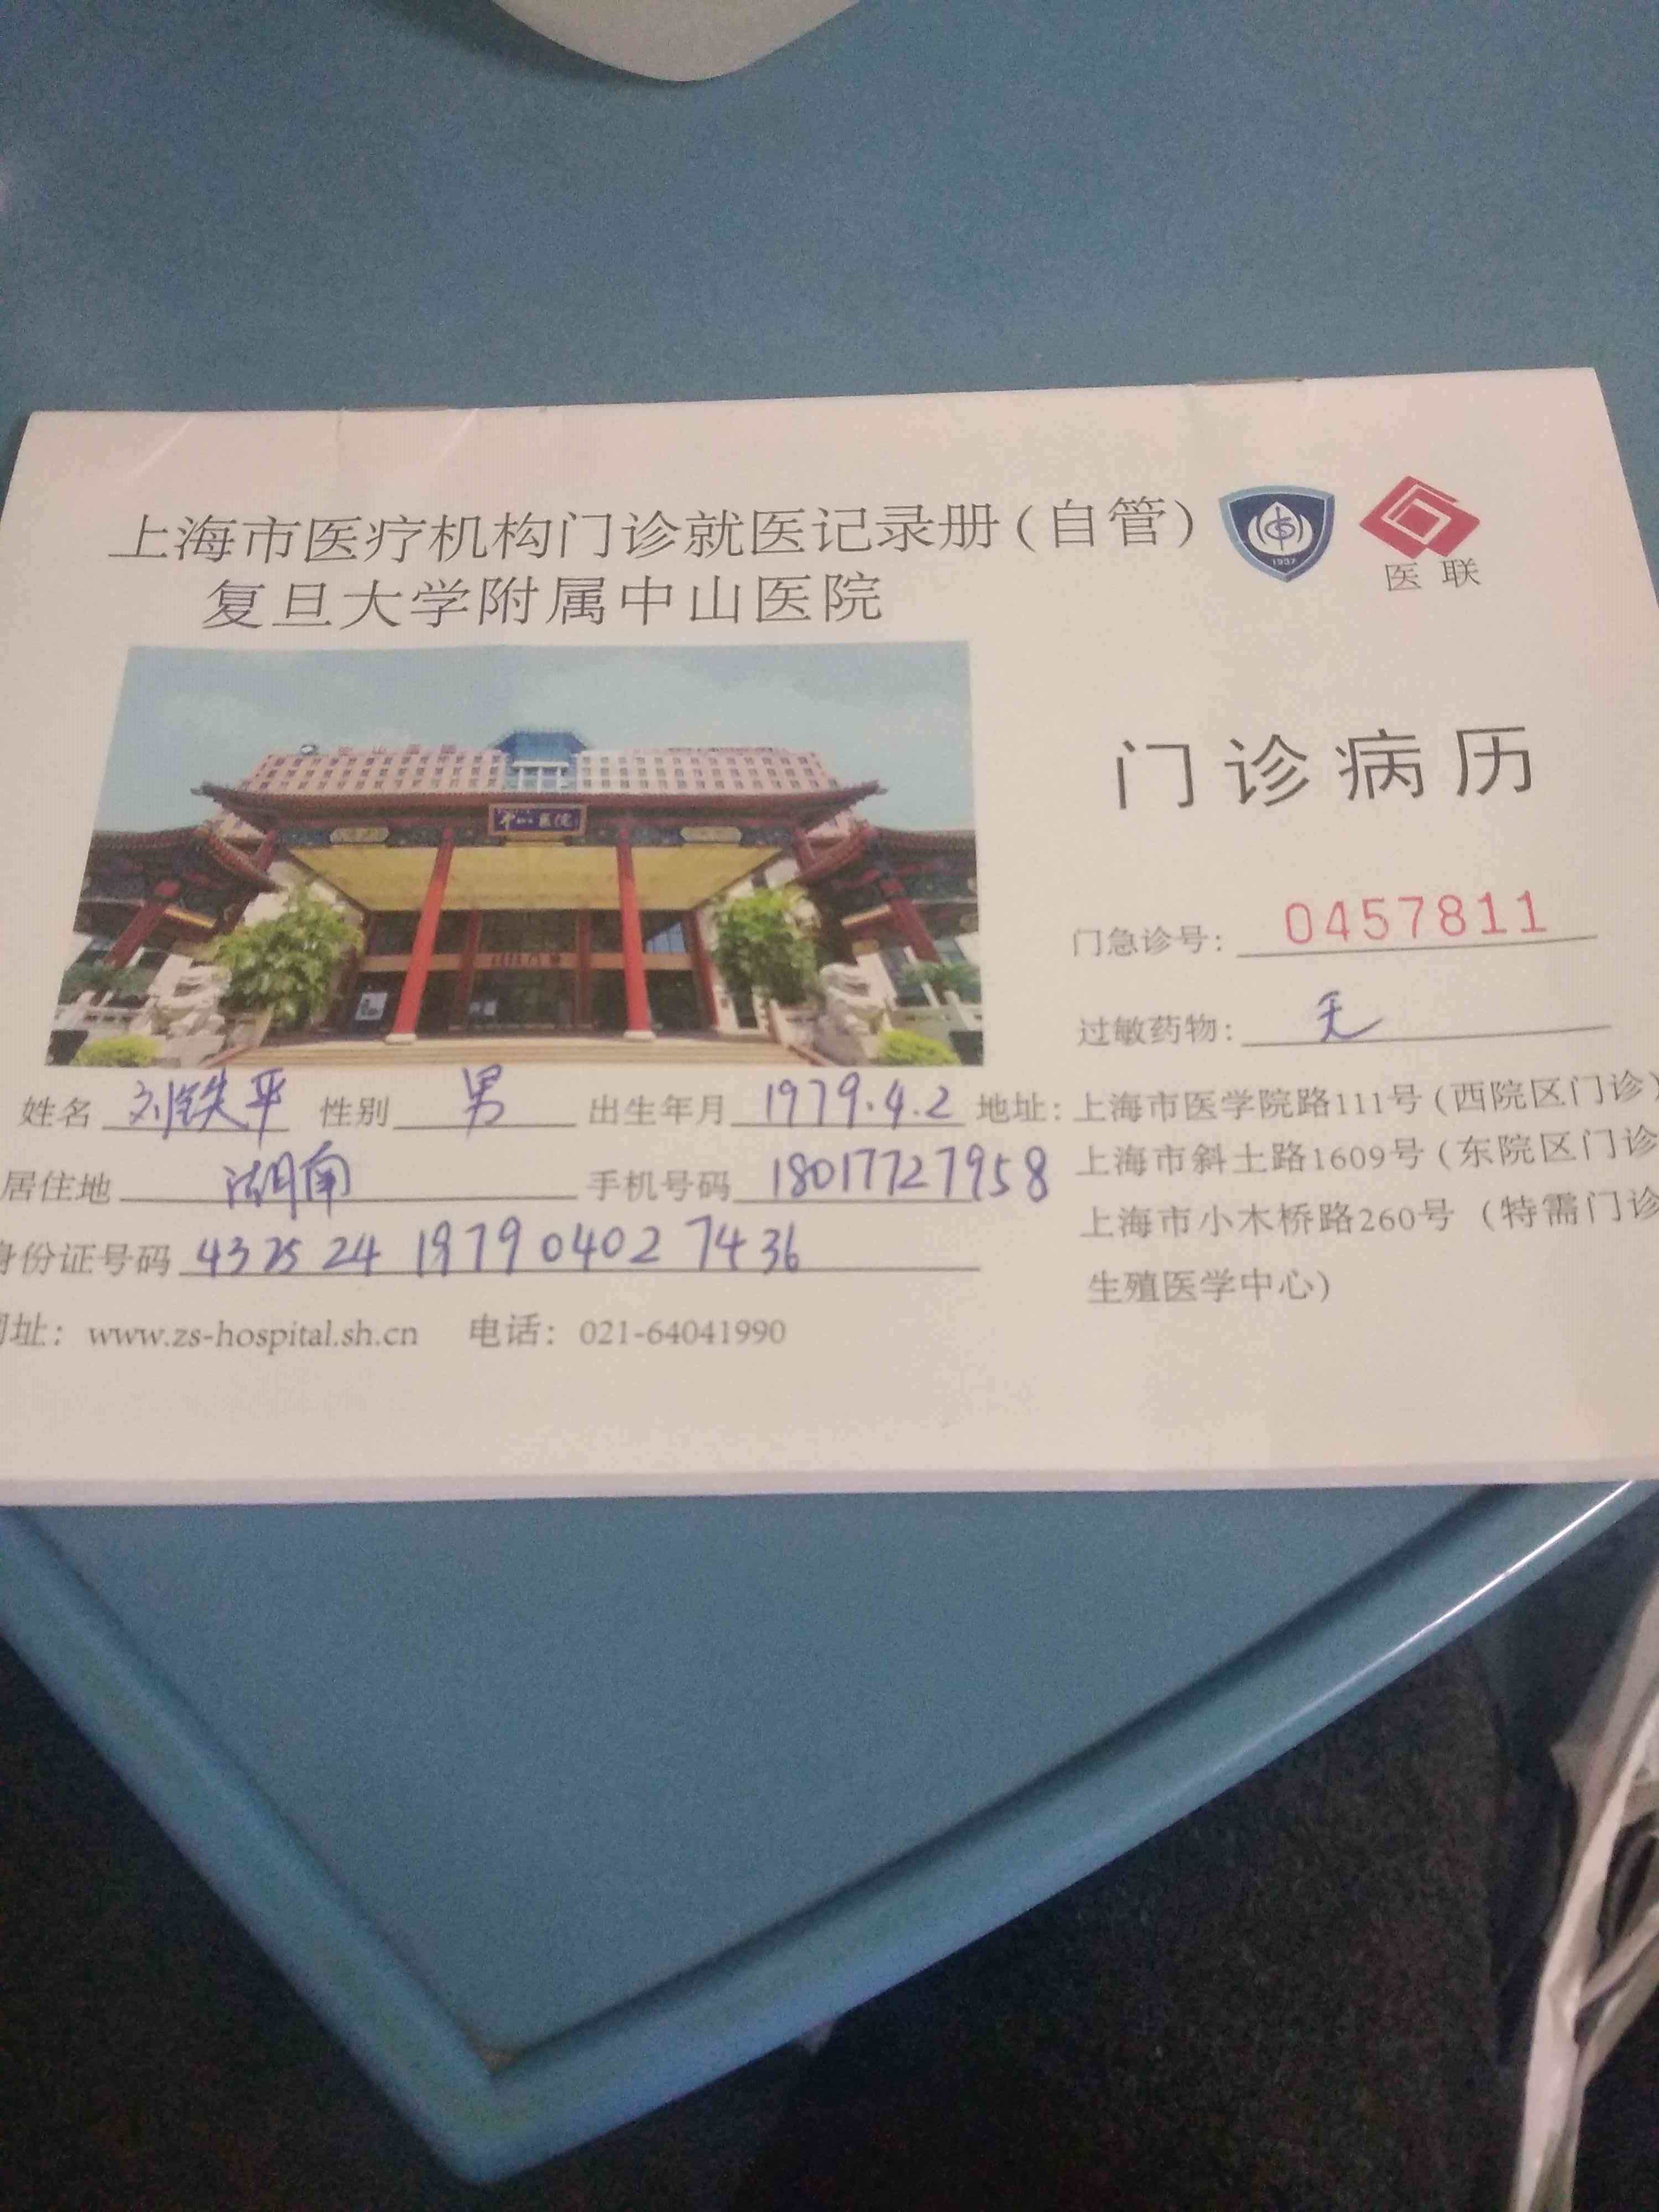 上海市医疗机构门诊就医记录册(自管)
1937
医联
复旦大学附属中山医院
中山医院
门诊病历
门急诊号: 0457811
过敏药物: 无
姓名 刘铁平 性别 男 出生年月 1979.4.2
居住地 湖南 手机号码 18017727958
身份证号码 432524197904027436
网址: www.zs-hospital.sh.cn 电话: 021-64041990
地址: 上海市医学院路111号(西院区门诊)
上海市斜土路1609号(东院区门诊
上海市小木桥路260号 (特需门诊
生殖医学中心)